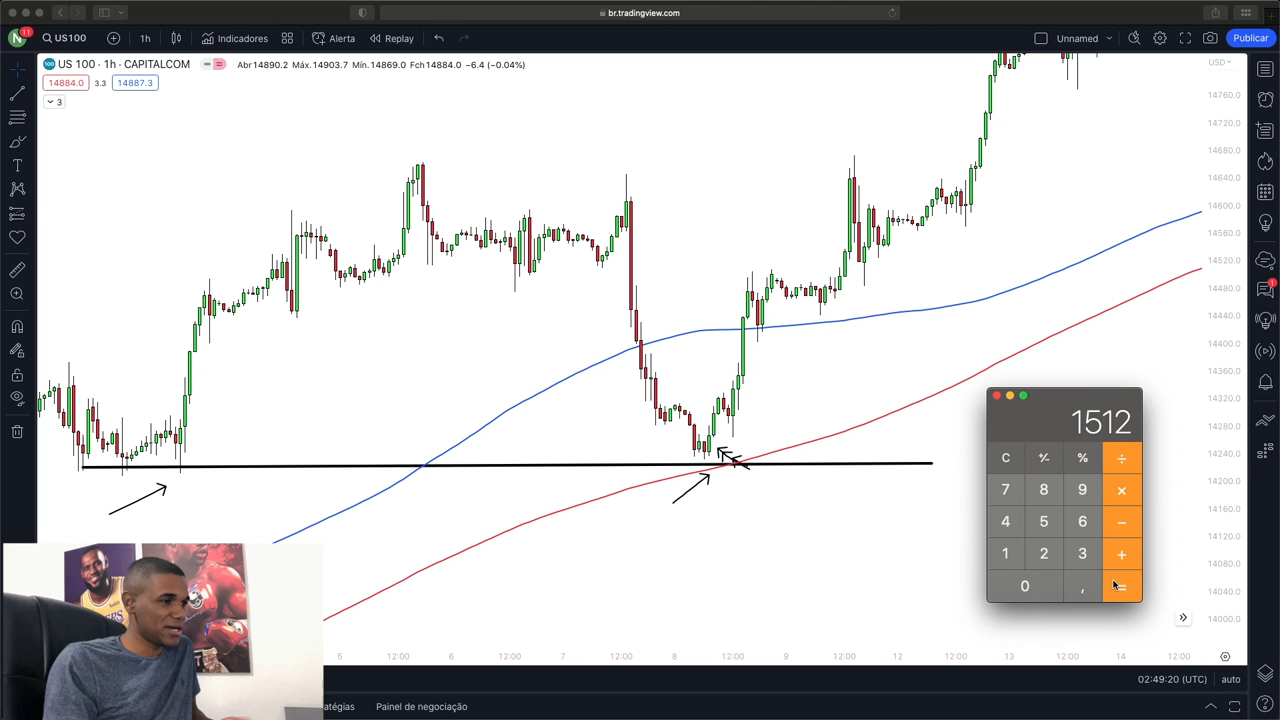 br.tradingview.com
N 11 US100 1h Indicadores Alerta Replay Unnamed Publicar
100 US 100 · 1h · CAPITALCOM Abr14890.2 Máx.14903.7 Mín.14869.0 Fch14884.0 −6.4 (−0.04%)
14884.0 3.3 14887.3
3
USD
14760.0
14720.0
14680.0
14640.0
14600.0
14560.0
14520.0
14480.0
14440.0
14400.0
14360.0
14320.0
14280.0
14240.0
14200.0
14160.0
14120.0
14080.0
14040.0
14000.0
1
1512
C +⁄- % ÷
7 8 9 ×
4 5 6 −
1 2 3 +
0 , =
5 12:00 6 12:00 7 12:00 8 12:00 9 12:00 12 12:00 13 12:00 14 12:00
02:49:20 (UTC) auto
atégias Painel de negociação